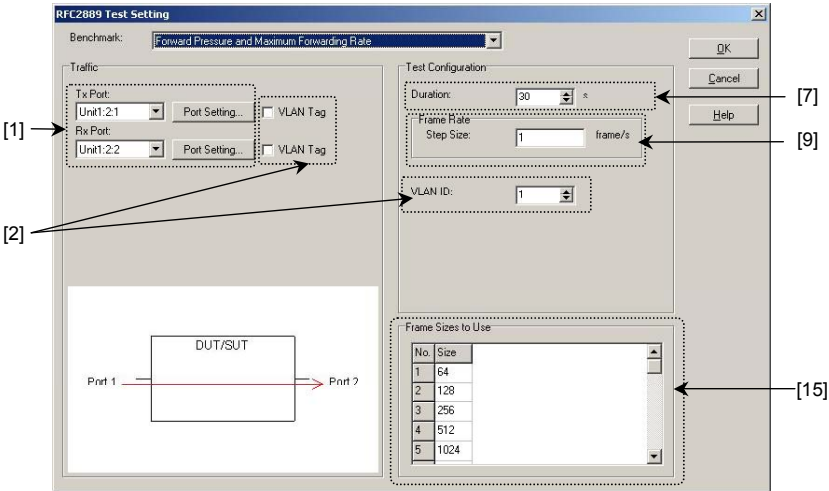 RFC2889 Test Setting
Benchmark: Forward Pressure and Maximum Forwarding Rate
OK
Cancel
Help
Traffic
Tx Port:
Unit1:2:1 Port Setting... VLAN Tag
Rx Port:
Unit1:2:2 Port Setting... VLAN Tag
[1]
[2]
Test Configuration
Duration: 30 s
Frame Rate
Step Size: 1 frame/s
VLAN ID: 1
[7]
[9]
DUT/SUT
Port 1
Port 2
Frame Sizes to Use
No. Size
1 64
2 128
3 256
4 512
5 1024
[15]